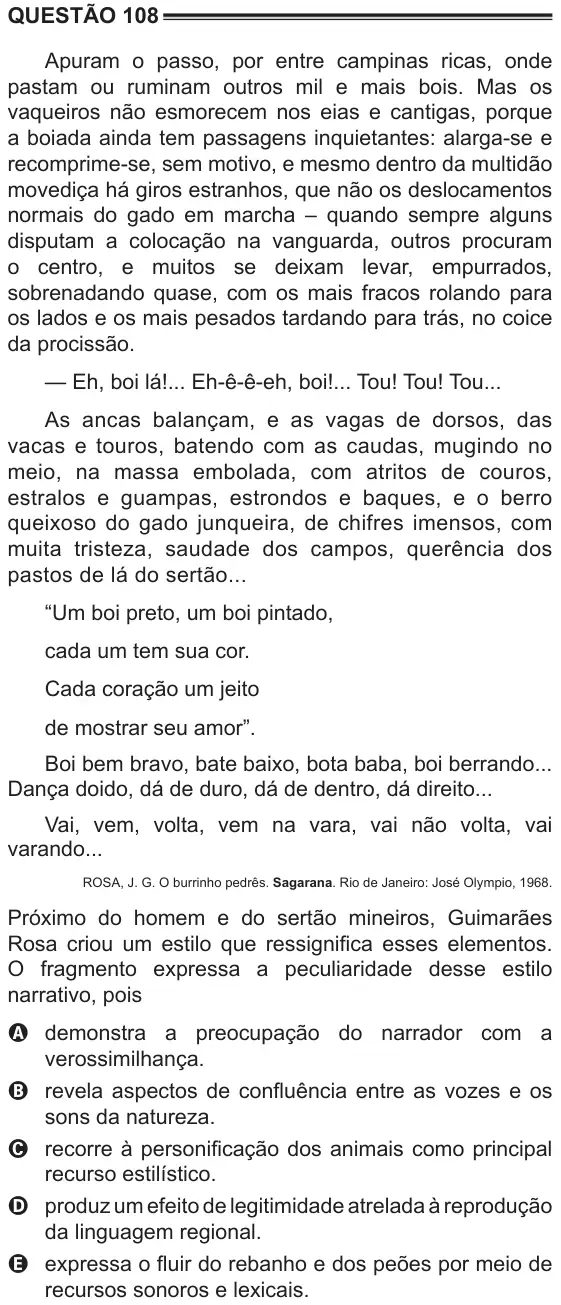 QUESTÃO 108
Apuram o passo, por entre campinas ricas, onde
pastam ou ruminam outros mil e mais bois. Mas os
vaqueiros não esmorecem nos eias e cantigas, porque
a boiada ainda tem passagens inquietantes: alarga-se e
recomprime-se, sem motivo, e mesmo dentro da multidão
movediça há giros estranhos, que não os deslocamentos
normais do gado em marcha – quando sempre alguns
disputam a colocação na vanguarda, outros procuram
o centro, e muitos se deixam levar, empurrados,
sobrenadando quase, com os mais fracos rolando para
os lados e os mais pesados tardando para trás, no coice
da procissão.
— Eh, boi lá!... Eh-ê-ê-eh, boi!... Tou! Tou! Tou...
As ancas balançam, e as vagas de dorsos, das
vacas e touros, batendo com as caudas, mugindo no
meio, na massa embolada, com atritos de couros,
estralos e guampas, estrondos e baques, e o berro
queixoso do gado junqueira, de chifres imensos, com
muita tristeza, saudade dos campos, querência dos
pastos de lá do sertão...
“Um boi preto, um boi pintado,
cada um tem sua cor.
Cada coração um jeito
de mostrar seu amor”.
Boi bem bravo, bate baixo, bota baba, boi berrando...
Dança doido, dá de duro, dá de dentro, dá direito...
Vai, vem, volta, vem na vara, vai não volta, vai
varando...
ROSA, J. G. O burrinho pedrês. Sagarana. Rio de Janeiro: José Olympio, 1968.
Próximo do homem e do sertão mineiros, Guimarães
Rosa criou um estilo que ressignifica esses elementos.
O fragmento expressa a peculiaridade desse estilo
narrativo, pois
A demonstra a preocupação do narrador com a
verossimilhança.
B revela aspectos de confluência entre as vozes e os
sons da natureza.
C recorre à personificação dos animais como principal
recurso estilístico.
D produz um efeito de legitimidade atrelada à reprodução
da linguagem regional.
E expressa o fluir do rebanho e dos peões por meio de
recursos sonoros e lexicais.